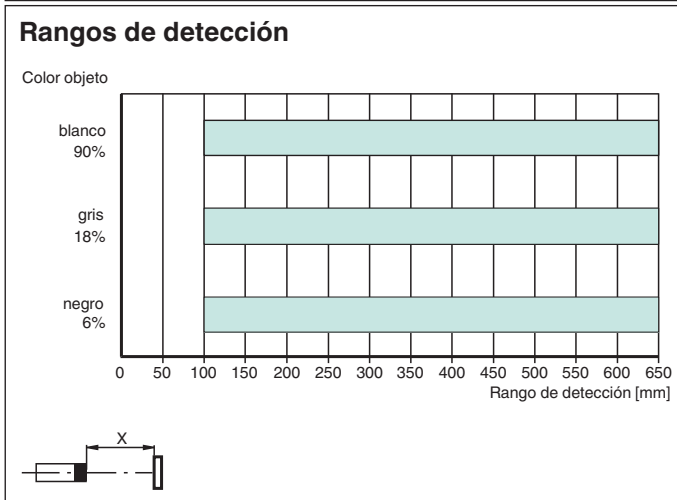 Rangos de detección
Color objeto
blanco
90%
gris
18%
negro
6%
0 50 100 150 200 250 300 350 400 450 500 550 600 650
Rango de detección [mm]
X